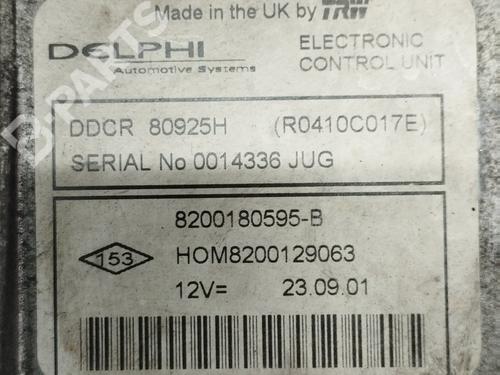 Made in the UK by TRW
DELPHI
Automotive Systems
ELECTRONIC
CONTROL UNIT
DDCR 80925H (R0410C017E)
SERIAL No 0014336 JUG
8200180595-B
153 HOM8200129063
12V= 23.09.01
B-PARTS